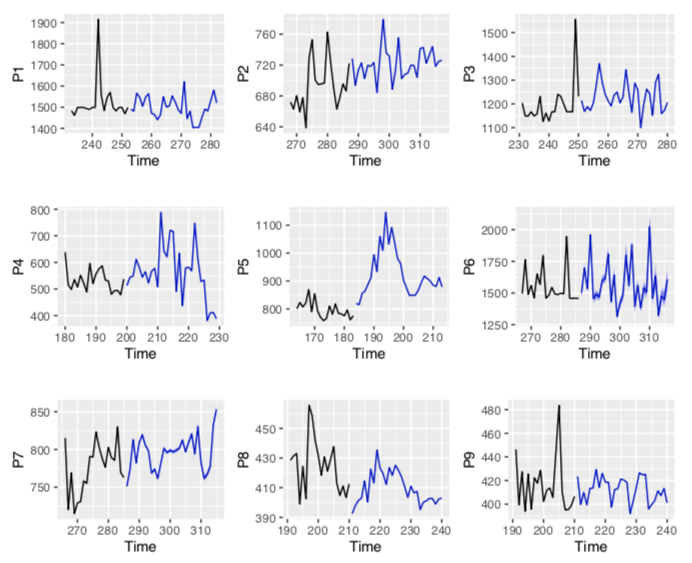 P1
1900
1800
1700
1600
1500
1400
240 250 260 270 280
Time
P2
760
720
680
640
270 280 290 300 310
Time
P3
1500
1400
1300
1200
1100
230 240 250 260 270 280
Time
P4
800
700
600
500
400
180 190 200 210 220 230
Time
P5
1100
1000
900
800
170 180 190 200 210
Time
P6
2000
1750
1500
1250
270 280 290 300 310
Time
P7
850
800
750
270 280 290 300 310
Time
P8
450
430
410
390
190 200 210 220 230 240
Time
P9
480
460
440
420
400
190 200 210 220 230 240
Time